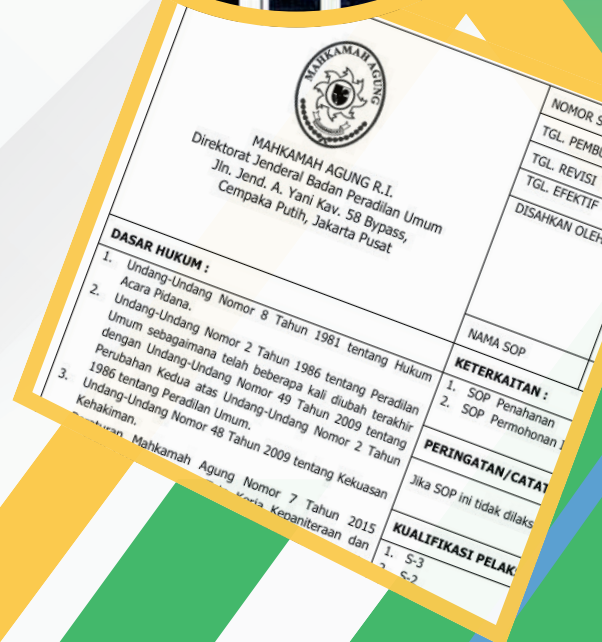 MAHKAMAH AGUNG
MAHKAMAH AGUNG R.I.
Direktorat Jenderal Badan Peradilan Umum
Jln. Jend. A. Yani Kav. 58 Bypass,
Cempaka Putih, Jakarta Pusat
NOMOR S
TGL. PEMBU
TGL. REVISI
TGL. EFEKTIF
DISAHKAN OLEH
NAMA SOP
DASAR HUKUM :
1. Undang-Undang Nomor 8 Tahun 1981 tentang Hukum
Acara Pidana.
2. Undang-Undang Nomor 2 Tahun 1986 tentang Peradilan
Umum sebagaimana telah beberapa kali diubah terakhir
dengan Undang-Undang Nomor 49 Tahun 2009 tentang
Perubahan Kedua atas Undang-Undang Nomor 2 Tahun
1986 tentang Peradilan Umum.
3. Undang-Undang Nomor 48 Tahun 2009 tentang Kekuasan
Kehakiman.
Mahkamah Agung Nomor 7 Tahun 2015
Kerja Kepaniteraan dan
KETERKAITAN :
1. SOP Penahanan
2. SOP Permohonan
PERINGATAN/CATAT
Jika SOP ini tidak dilaks
KUALIFIKASI PELAK
1. S-3
2. S-2